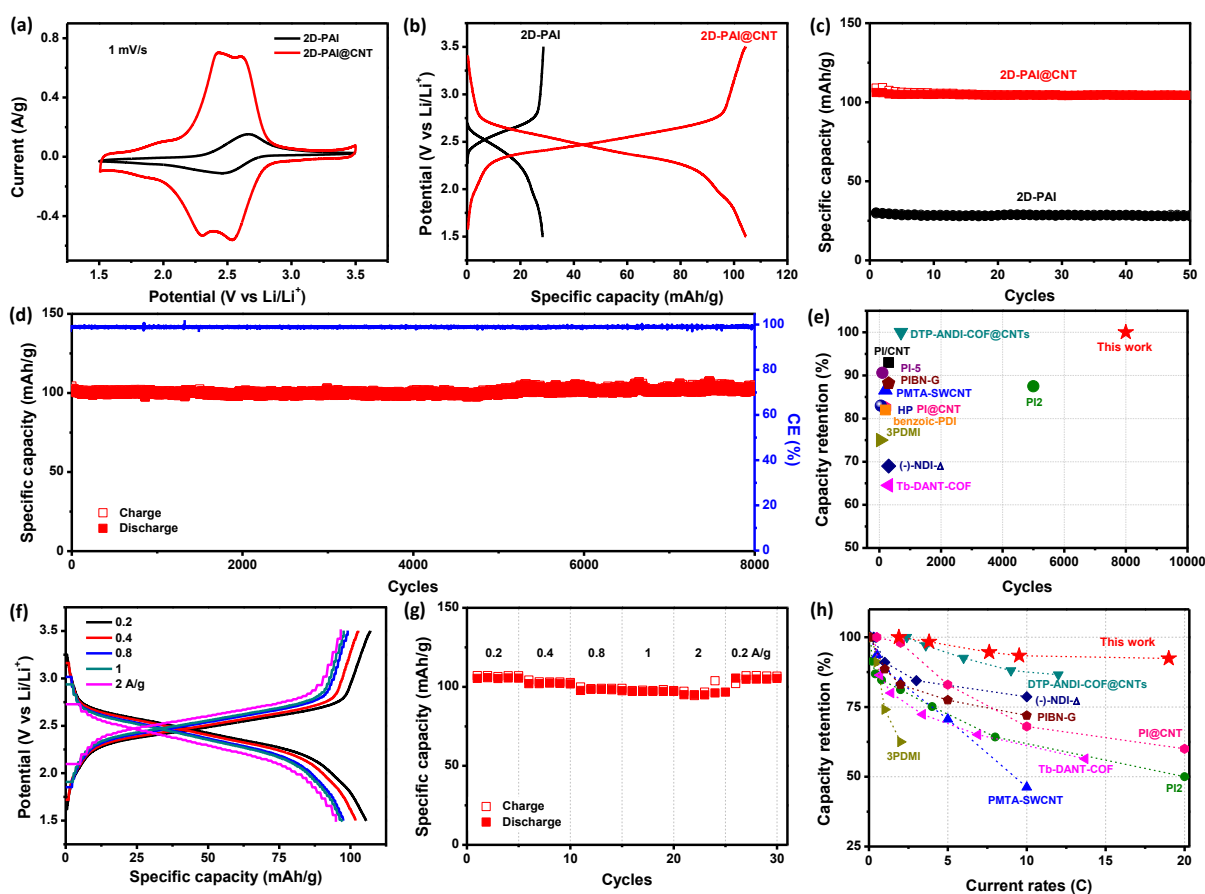 (a)
0.8
0.4
0.0
-0.4
Current (A/g)
1 mV/s
2D-PAI
2D-PAI@CNT
1.5 2.0 2.5 3.0 3.5
Potential (V vs Li/Li+)
(b)
3.5
3.0
2.5
2.0
1.5
Potential (V vs Li/Li+)
2D-PAI
2D-PAI@CNT
0 20 40 60 80 100 120
Specific capacity (mAh/g)
(c)
150
100
50
0
Specific capacity (mAh/g)
2D-PAI@CNT
2D-PAI
0 10 20 30 40 50
Cycles
(d)
150
100
50
0
Specific capacity (mAh/g)
Charge
Discharge
100
80
60
40
20
0
CE (%)
0 2000 4000 6000 8000
Cycles
(e)
100
90
80
70
60
50
Capacity retention (%)
DTP-ANDI-COF@CNTs
This work
PI/CNT
PI-5
PIBN-G
PMTA-SWCNT
PI2
HP
PI@CNT
benzoic-PDI
3PDMI
(-)-NDI-Δ
Tb-DANT-COF
0 2000 4000 6000 8000 10000
Cycles
(f)
3.5
3.0
2.5
2.0
1.5
Potential (V vs Li/Li+)
0.2
0.4
0.8
1
2 A/g
0 25 50 75 100
Specific capacity (mAh/g)
(g)
150
100
50
0
Specific capacity (mAh/g)
0.2 0.4 0.8 1 2 0.2 A/g
Charge
Discharge
0 10 20 30
Cycles
(h)
100
75
50
25
Capacity retention (%)
This work
DTP-ANDI-COF@CNTs
(-)-NDI-Δ
PIBN-G
PI@CNT
3PDMI
Tb-DANT-COF
PI2
PMTA-SWCNT
0 5 10 15 20
Current rates (C)